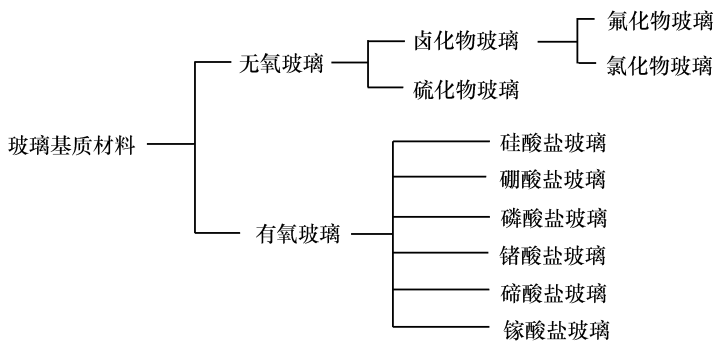 玻璃基质材料
无氧玻璃
卤化物玻璃
氟化物玻璃
氯化物玻璃
硫化物玻璃
有氧玻璃
硅酸盐玻璃
硼酸盐玻璃
磷酸盐玻璃
锗酸盐玻璃
碲酸盐玻璃
镓酸盐玻璃